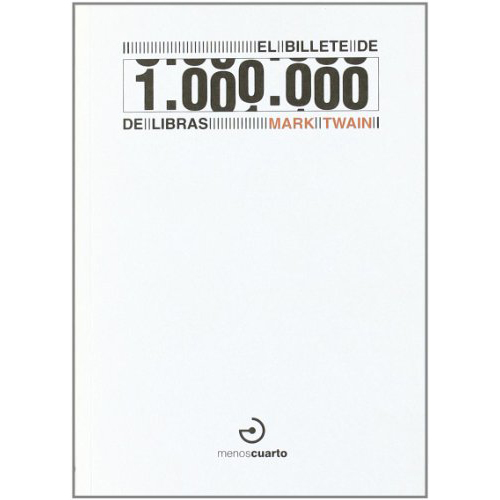 EL BILLETE DE
1.000.000
DE LIBRAS MARK TWAIN
menoscuarto